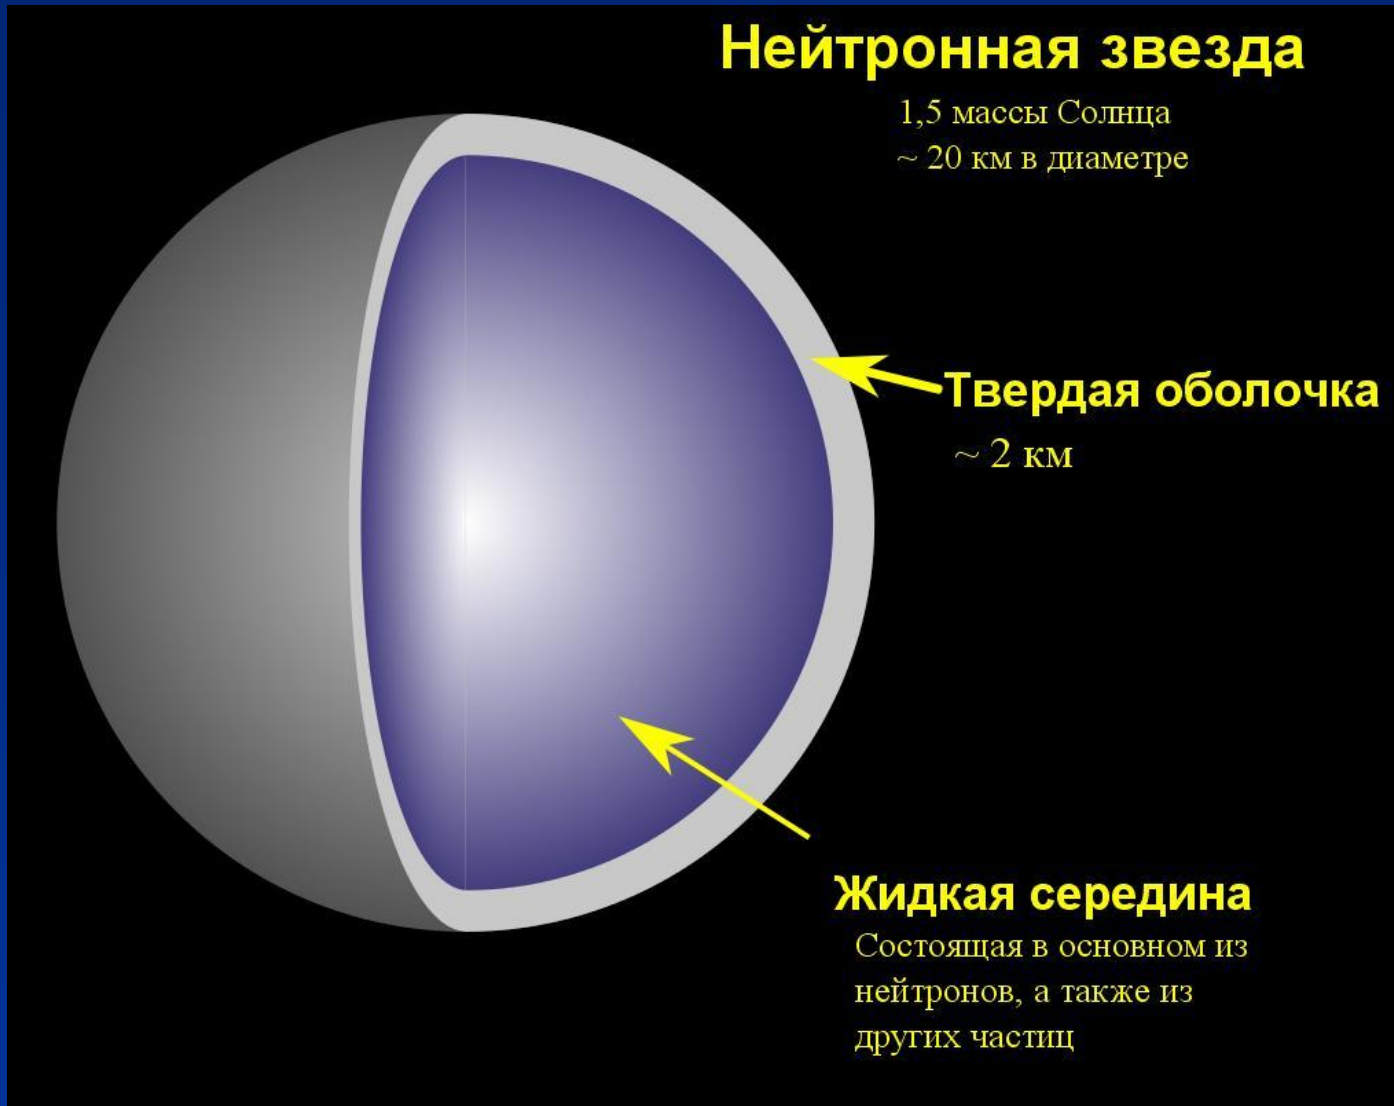 Нейтронная звезда
1,5 массы Солнца
~ 20 км в диаметре
Твердая оболочка
~ 2 км
Жидкая середина
Состоящая в основном из
нейтронов, а также из
других частиц